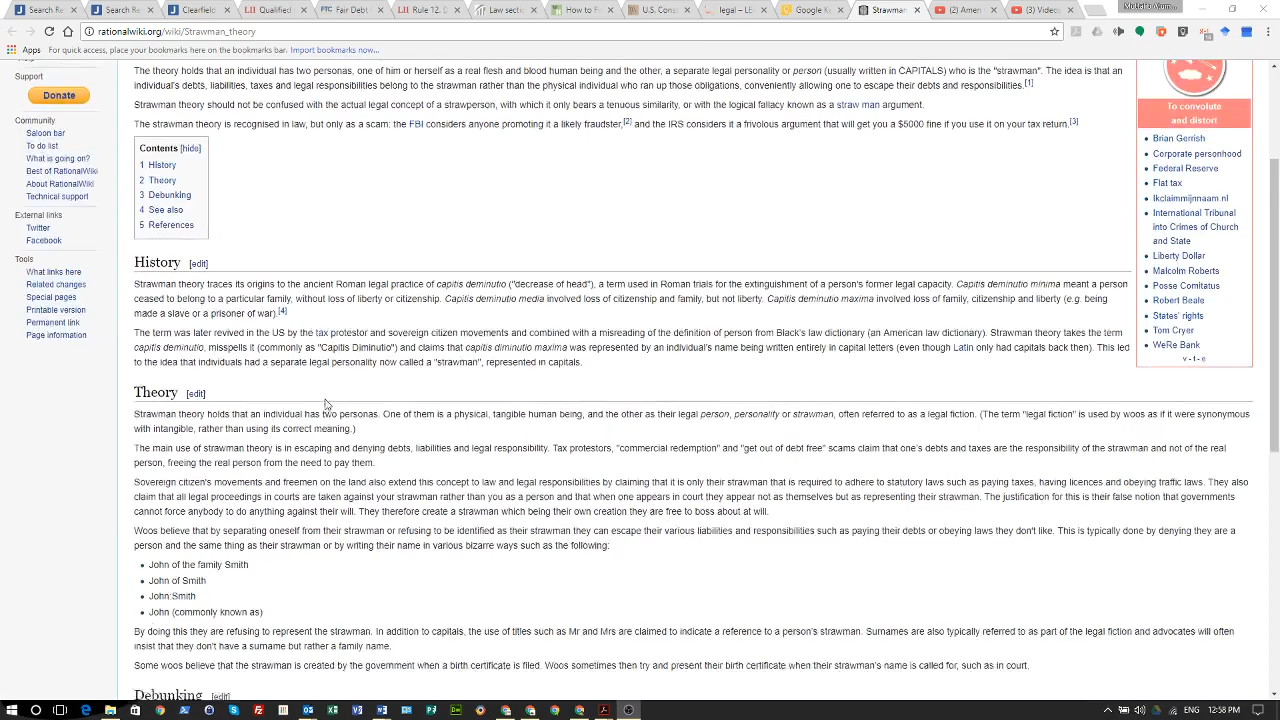 Search Re
Search Re
Clearfield
Qualified
Fair Debt
Rule 12. D
Law secti
How to F
U.S. Const
legal – LE
Google Ke
Strawman
(2) Ameri
(3) Videos
rationalwiki.org/wiki/Strawman_theory
Apps For quick access, place your bookmarks here on the bookmarks bar. Import bookmarks now...
Help
Support
Donate
Community
Saloon bar
To do list
What is going on?
Best of RationalWiki
About RationalWiki
Technical support
External links
Twitter
Facebook
Tools
What links here
Related changes
Special pages
Printable version
Permanent link
Page information
The theory holds that an individual has two personas, one of him or herself as a real flesh and blood human being and the other, a separate legal personality or person (usually written in CAPITALS) who is the "strawman". The idea is that an
individual's debts, liabilities, taxes and legal responsibilities belong to the strawman rather than the physical individual who ran up those obligations, conveniently allowing one to escape their debts and responsibilities.[1]
Strawman theory should not be confused with the actual legal concept of a strawperson, with which it only bears a tenuous similarity, or with the logical fallacy known as a straw man argument.
The strawman theory is recognised in law, but only as a scam: the FBI considers anyone promoting it a likely fraudster,[2] and the IRS considers it a frivolous argument that will get you a $5000 fine if you use it on your tax return.[3]
Contents [hide]
1 History
2 Theory
3 Debunking
4 See also
5 References
History [edit]
Strawman theory traces its origins to the ancient Roman legal practice of capitis deminutio ("decrease of head"), a term used in Roman trials for the extinguishment of a person's former legal capacity. Capitis deminutio minima meant a person
ceased to belong to a particular family, without loss of liberty or citizenship. Capitis deminutio media involved loss of citizenship and family, but not liberty. Capitis deminutio maxima involved loss of family, citizenship and liberty (e.g. being
made a slave or a prisoner of war).[4]
The term was later revived in the US by the tax protestor and sovereign citizen movements and combined with a misreading of the definition of person from Black's law dictionary (an American law dictionary). Strawman theory takes the term
capitis deminutio, misspells it (commonly as "Capitis Diminutio") and claims that capitis diminutio maxima was represented by an individual's name being written entirely in capital letters (even though Latin only had capitals back then). This led
to the idea that individuals had a separate legal personality now called a "strawman", represented in capitals.
Theory [edit]
Strawman theory holds that an individual has two personas. One of them is a physical, tangible human being, and the other as their legal person, personality or strawman, often referred to as a legal fiction. (The term "legal fiction" is used by woos as if it were synonymous
with intangible, rather than using its correct meaning.)
The main use of strawman theory is in escaping and denying debts, liabilities and legal responsibility. Tax protestors, "commercial redemption" and "get out of debt free" scams claim that one's debts and taxes are the responsibility of the strawman and not of the real
person, freeing the real person from the need to pay them.
Sovereign citizen's movements and freemen on the land also extend this concept to law and legal responsibilities by claiming that it is only their strawman that is required to adhere to statutory laws such as paying taxes, having licences and obeying traffic laws. They also
claim that all legal proceedings in courts are taken against your strawman rather than you as a person and that when one appears in court they appear not as themselves but as representing their strawman. The justification for this is their false notion that governments
cannot force anybody to do anything against their will. They therefore create a strawman which being their own creation they are free to boss about at will.
Woos believe that by separating oneself from their strawman or refusing to be identified as their strawman they can escape their various liabilities and responsibilities such as paying their debts or obeying laws they don't like. This is typically done by denying they are a
person and the same thing as their strawman or by writing their name in various bizarre ways such as the following:
John of the family Smith
John of Smith
John:Smith
John (commonly known as)
By doing this they are refusing to represent the strawman. In addition to capitals, the use of titles such as Mr and Mrs are claimed to indicate a reference to a person's strawman. Surnames are also typically referred to as part of the legal fiction and advocates will often
insist that they don't have a surname but rather a family name.
Some woos believe that the strawman is created by the government when a birth certificate is filed. Woos sometimes then try and present their birth certificate when their strawman's name is called for, such as in court.
Debunking [edit]
To convolute
and distort
Brian Gerrish
Corporate personhood
Federal Reserve
Flat tax
Ikclaimmijnnaam.nl
International Tribunal
into Crimes of Church
and State
Liberty Dollar
Malcolm Roberts
Posse Comitatus
Robert Beale
States' rights
Tom Cryer
WeRe Bank
v - t - e
ENG 12:58 PM